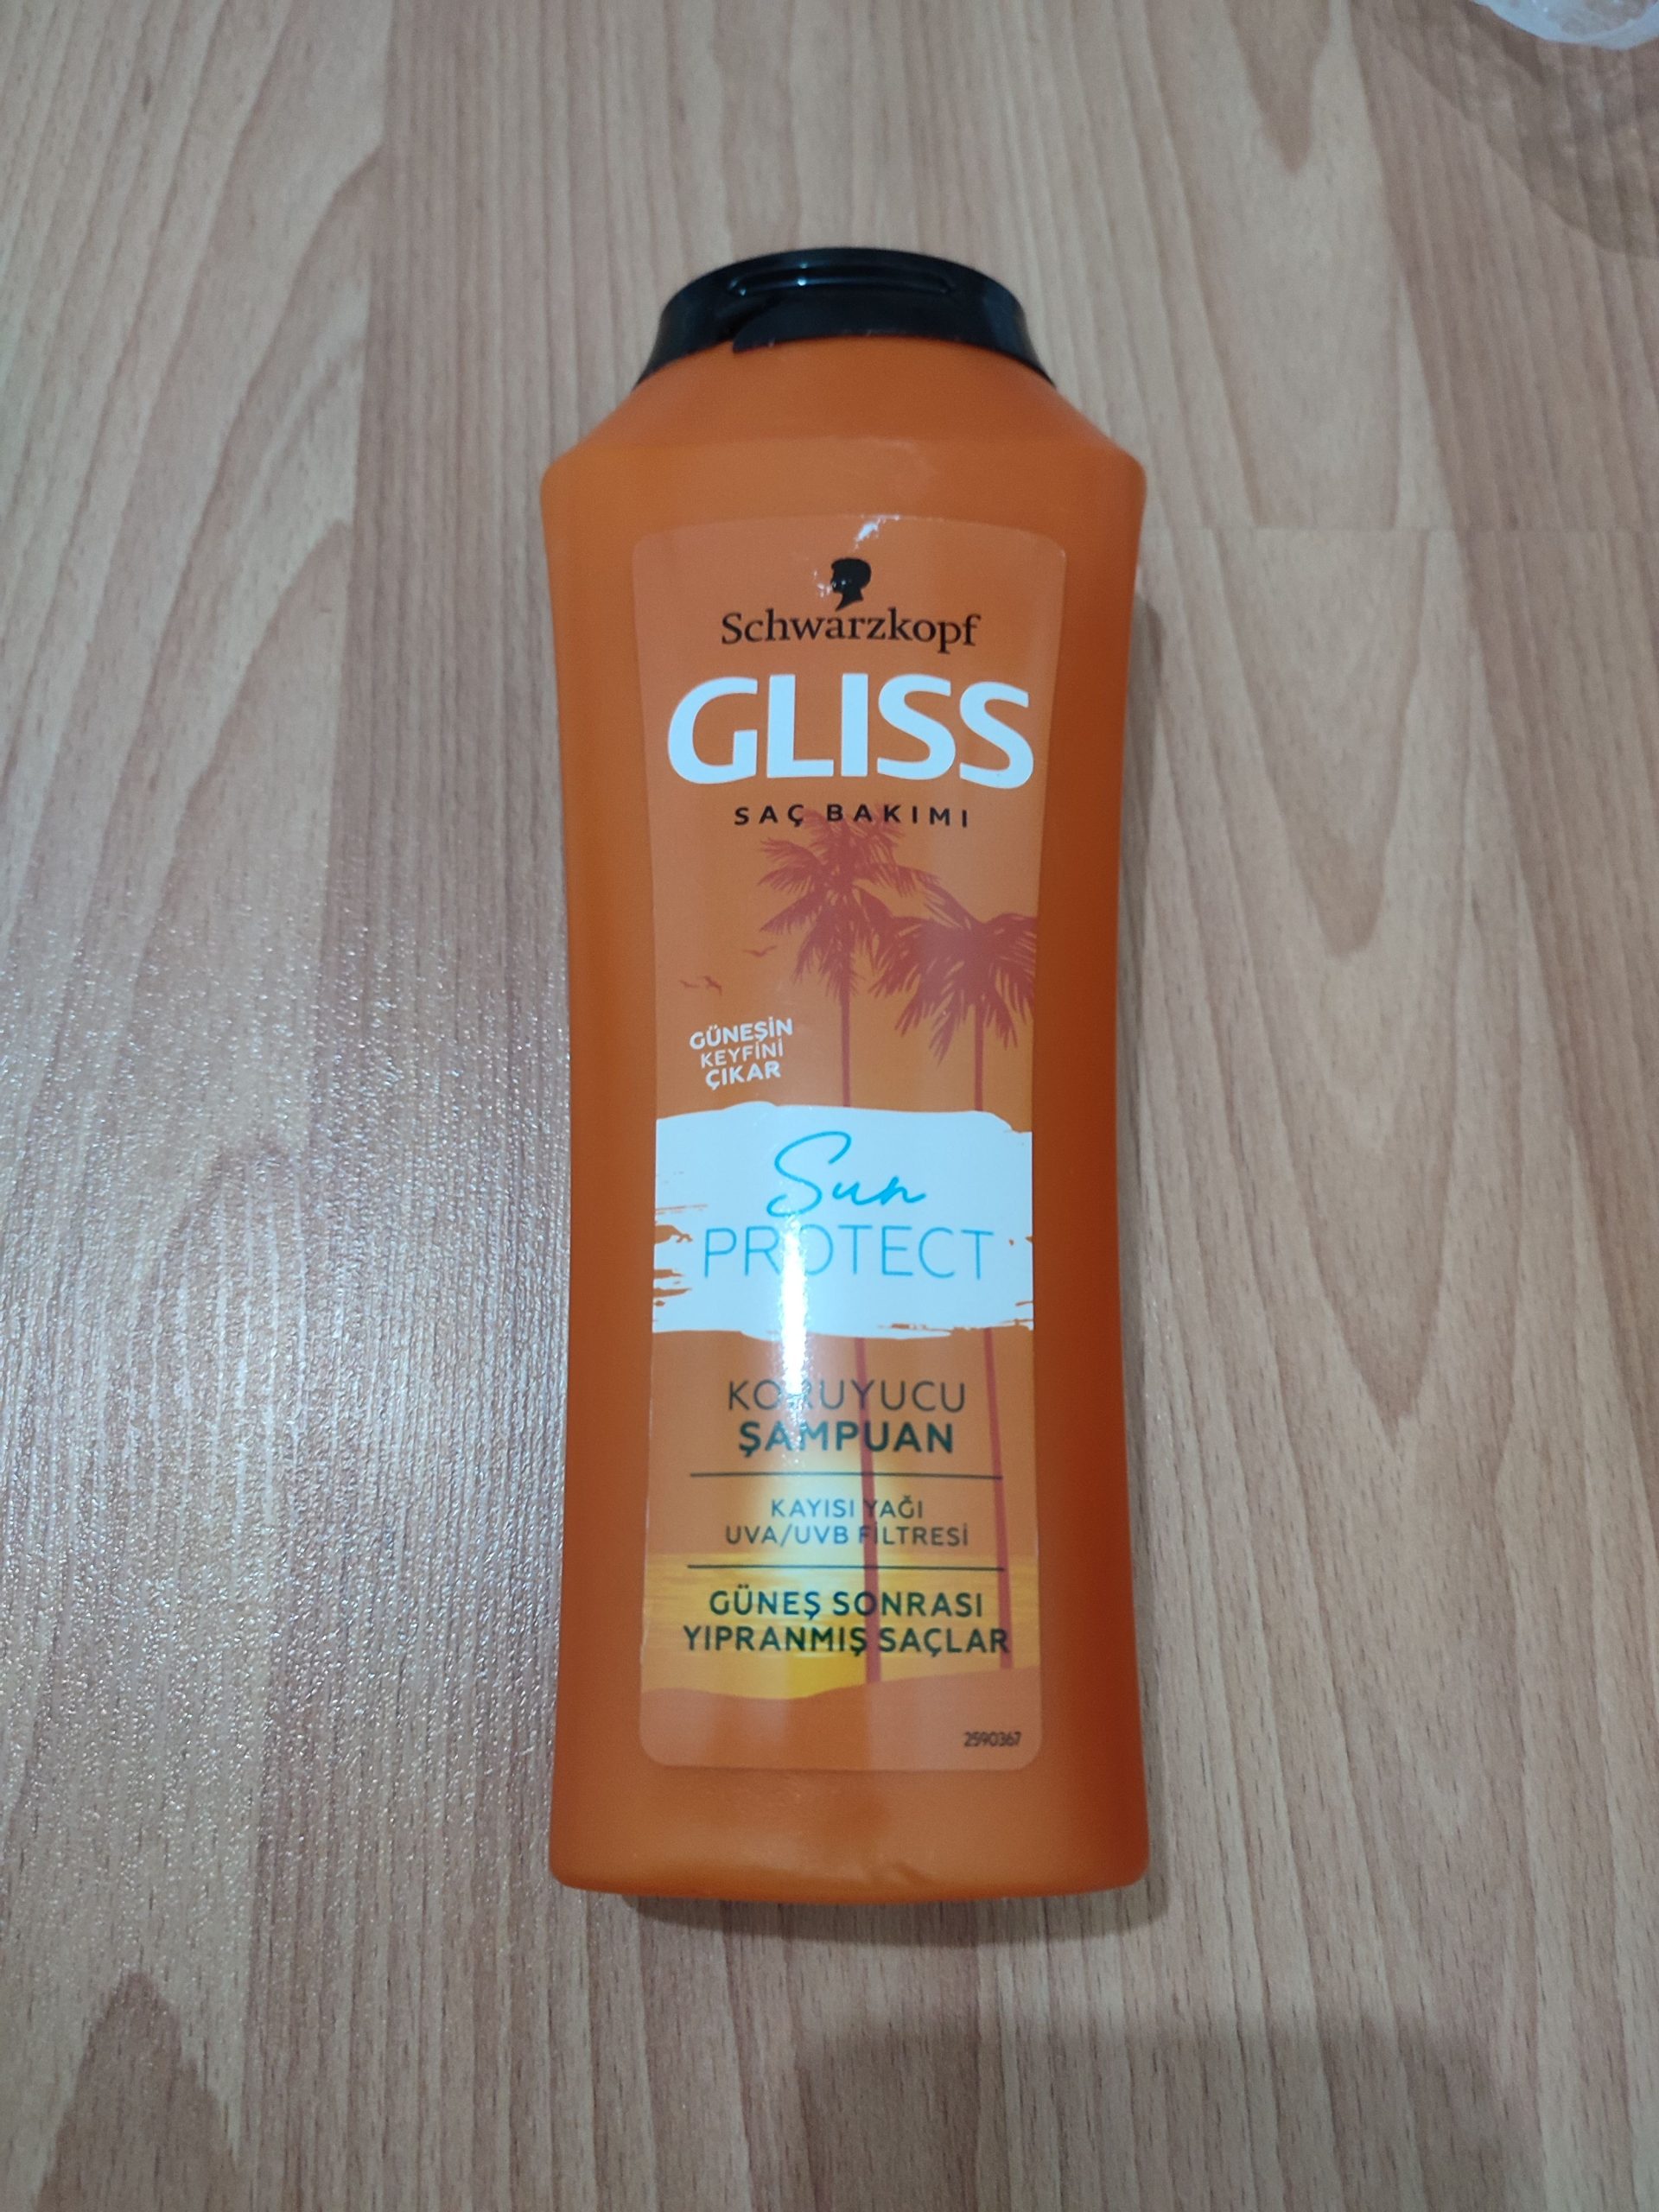 Schwarzkopf
GLISS
SAÇ BAKIMI
GÜNEŞİN
KEYFİNİ
ÇIKAR
Sun
PROTECT
KORUYUCU
ŞAMPUAN
KAYISI YAĞI
UVA/UVB FİLTRESİ
GÜNEŞ SONRASI
YIPRANMIŞ SAÇLAR
2590367